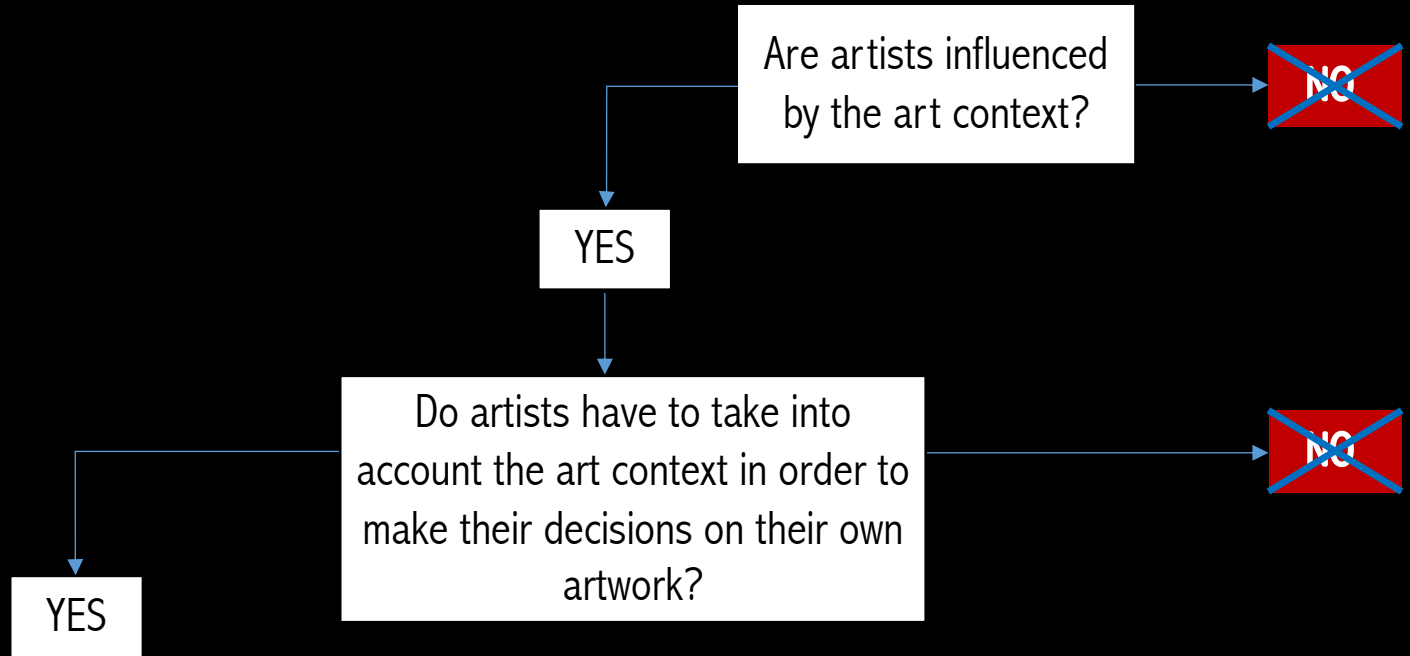 Are artists influenced
by the art context?
NO
YES
Do artists have to take into
account the art context in order to
make their decisions on their own
artwork?
NO
YES